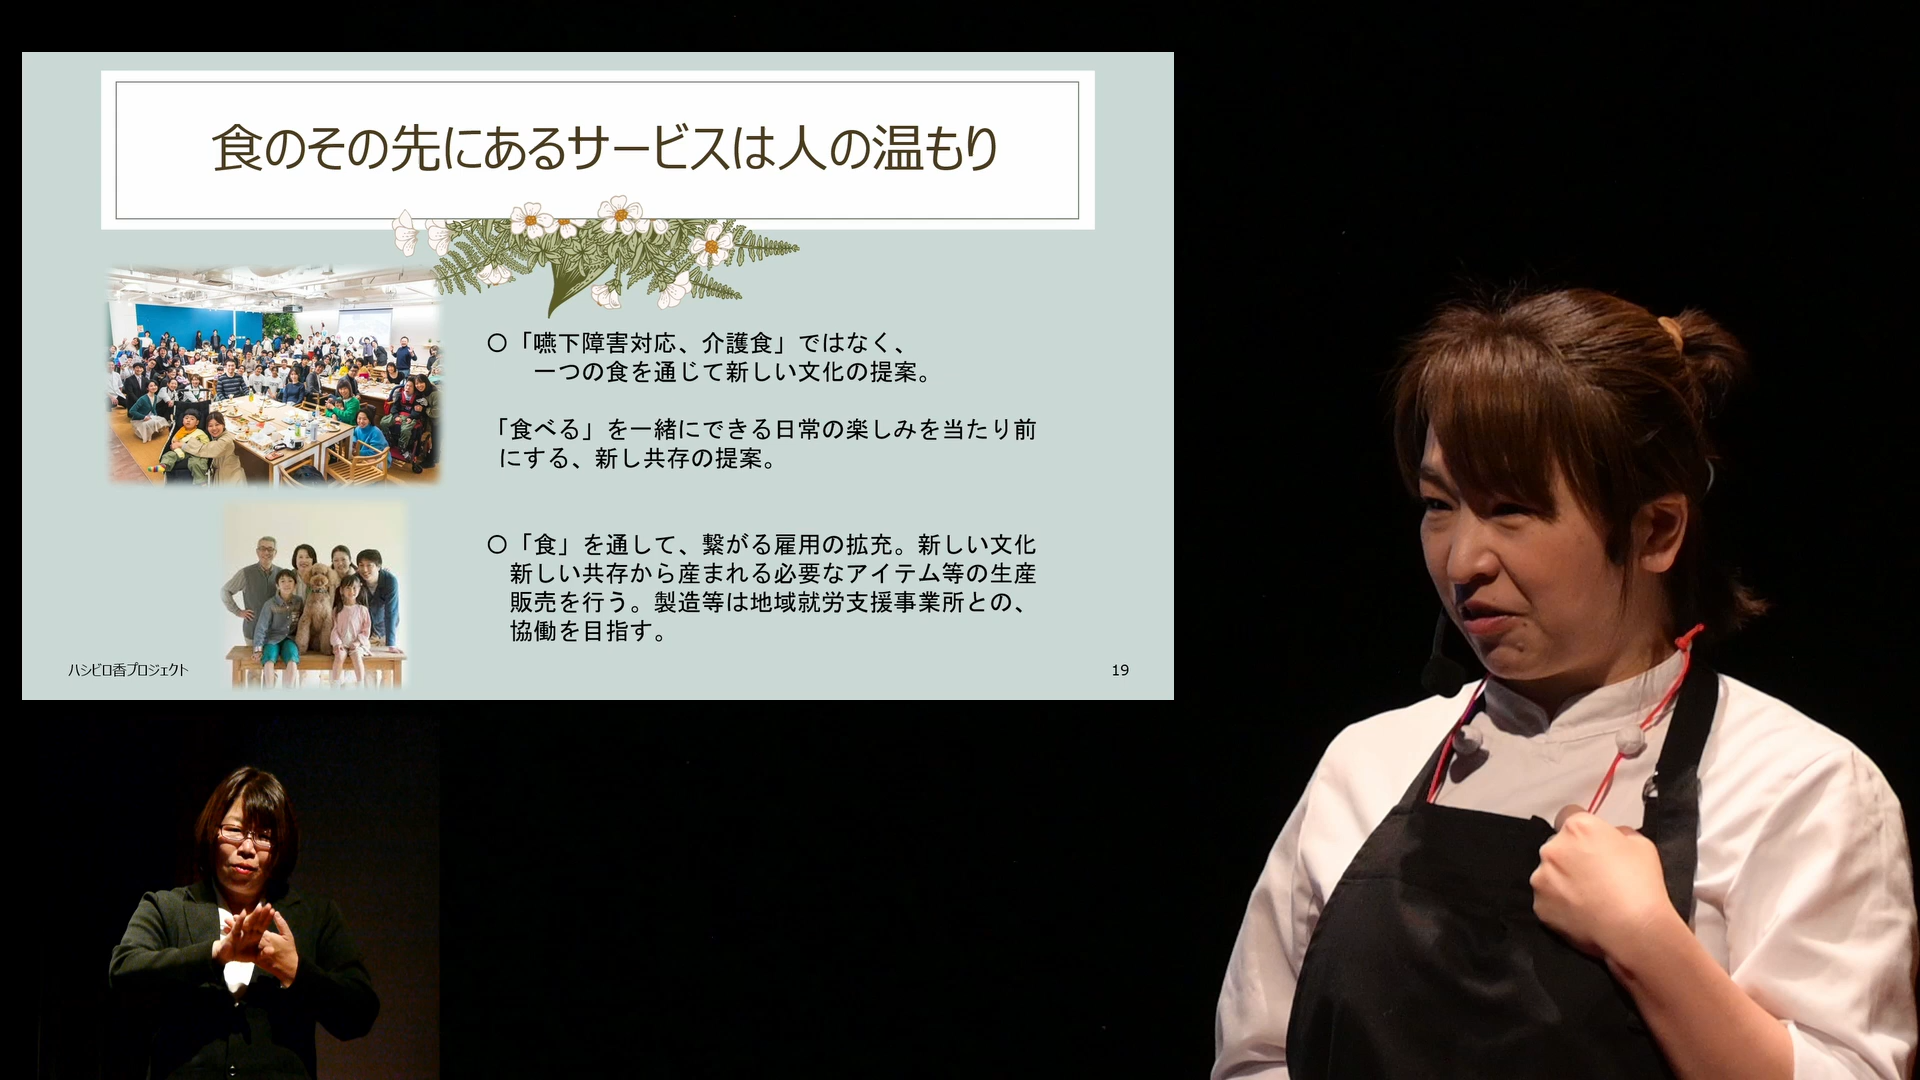 食のその先にあるサービスは人の温もり
〇「嚥下障害対応、介護食」ではなく、
一つの食を通じて新しい文化の提案。
「食べる」を一緒にできる日常の楽しみを当たり前
にする、新し共存の提案。
〇「食」を通して、繋がる雇用の拡充。新しい文化
新しい共存から産まれる必要なアイテム等の生産
販売を行う。製造等は地域就労支援事業所との、
協働を目指す。
ハシビロ香プロジェクト
19